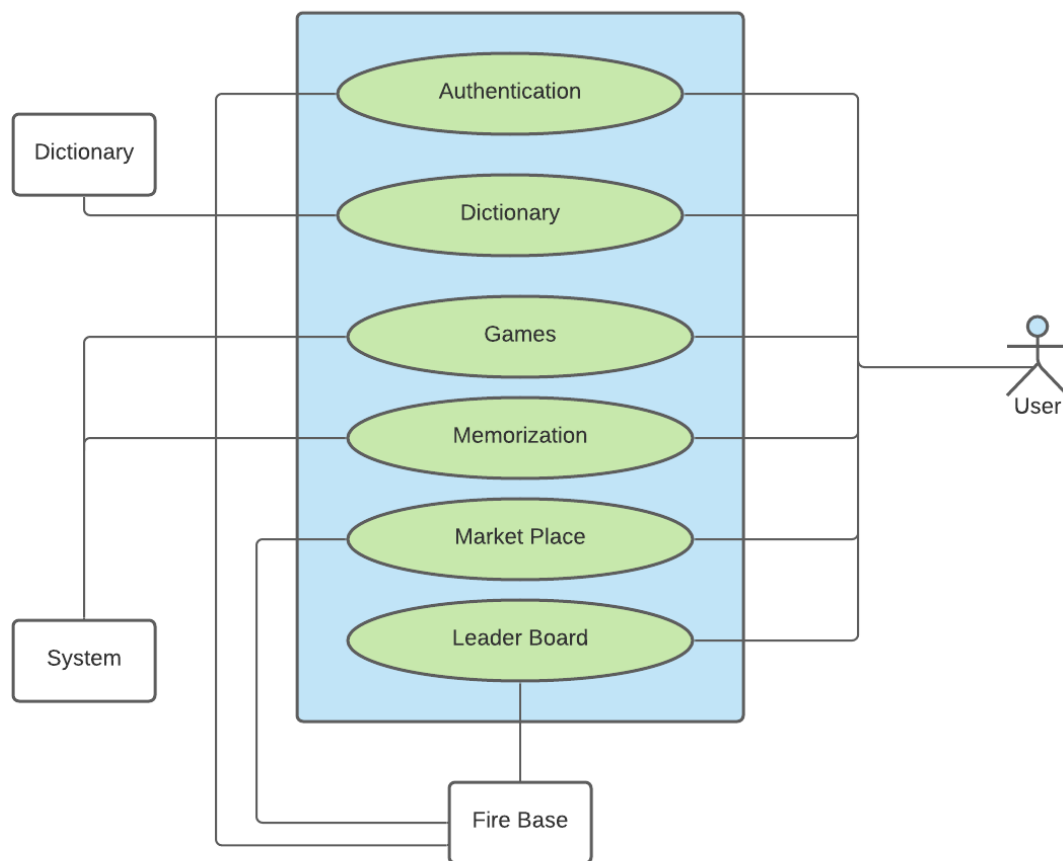 Authentication
Dictionary
Dictionary
Games
User
Memorization
Market Place
Leader Board
System
Fire Base